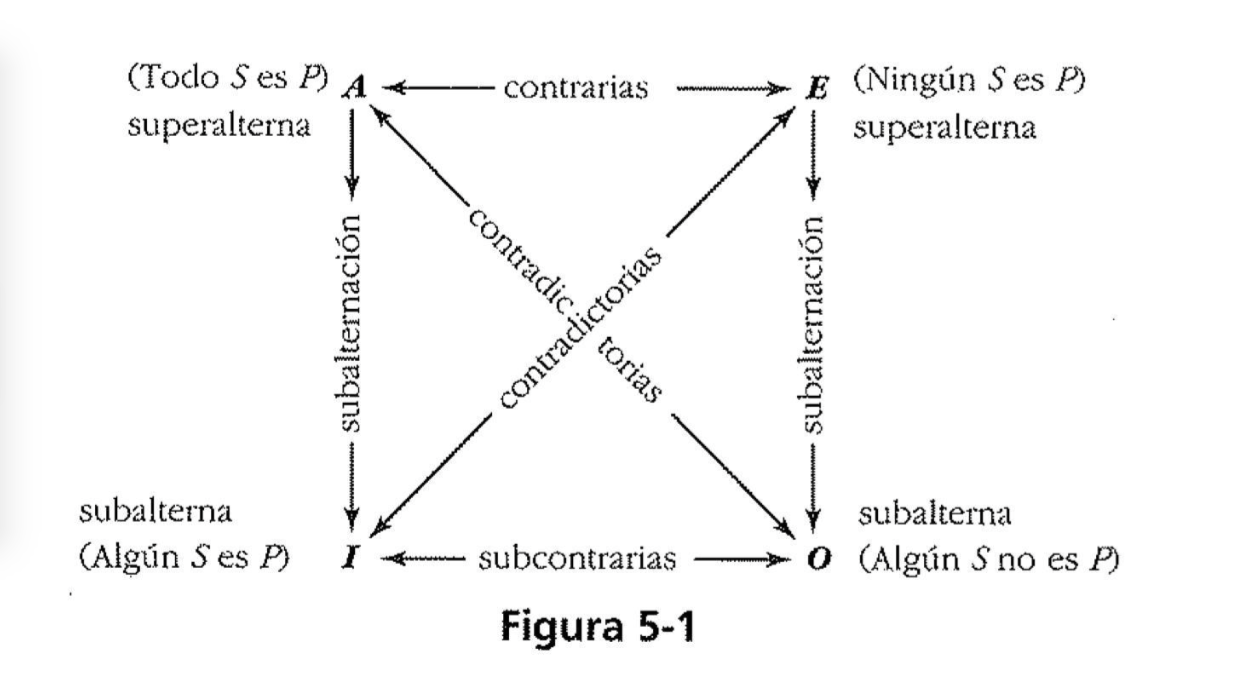 (Todo S es P) A contrarias E (Ningún S es P)
superalterna superalterna
subalternación contradictorias contradictorias subalternación
subalterna subalterna
(Algún S es P) I subcontrarias O (Algún S no es P)
Figura 5-1